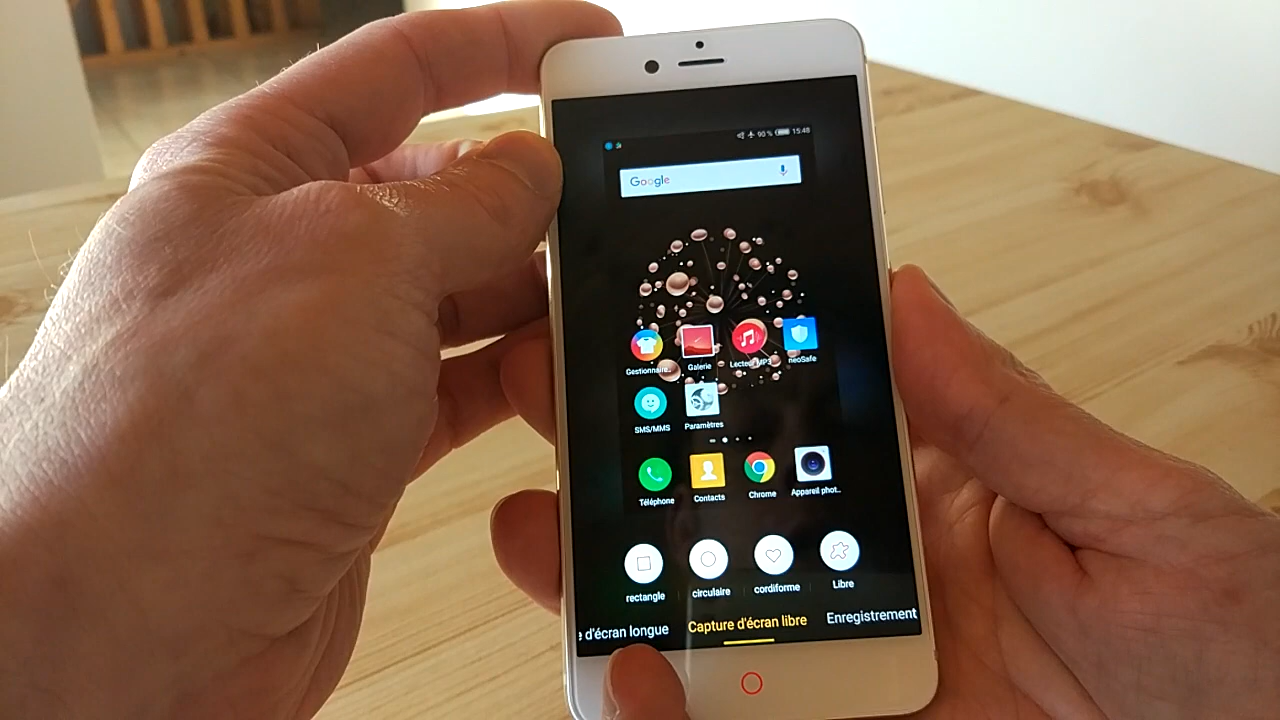 90 % 15:48
Google
Gestionnaire.. Galerie Lecteur MP3 neoSafe
SMS/MMS Paramètres
Téléphone Contacts Chrome Appareil phot..
rectangle circulaire cordiforme Libre
e d'écran longue Capture d'écran libre Enregistrement